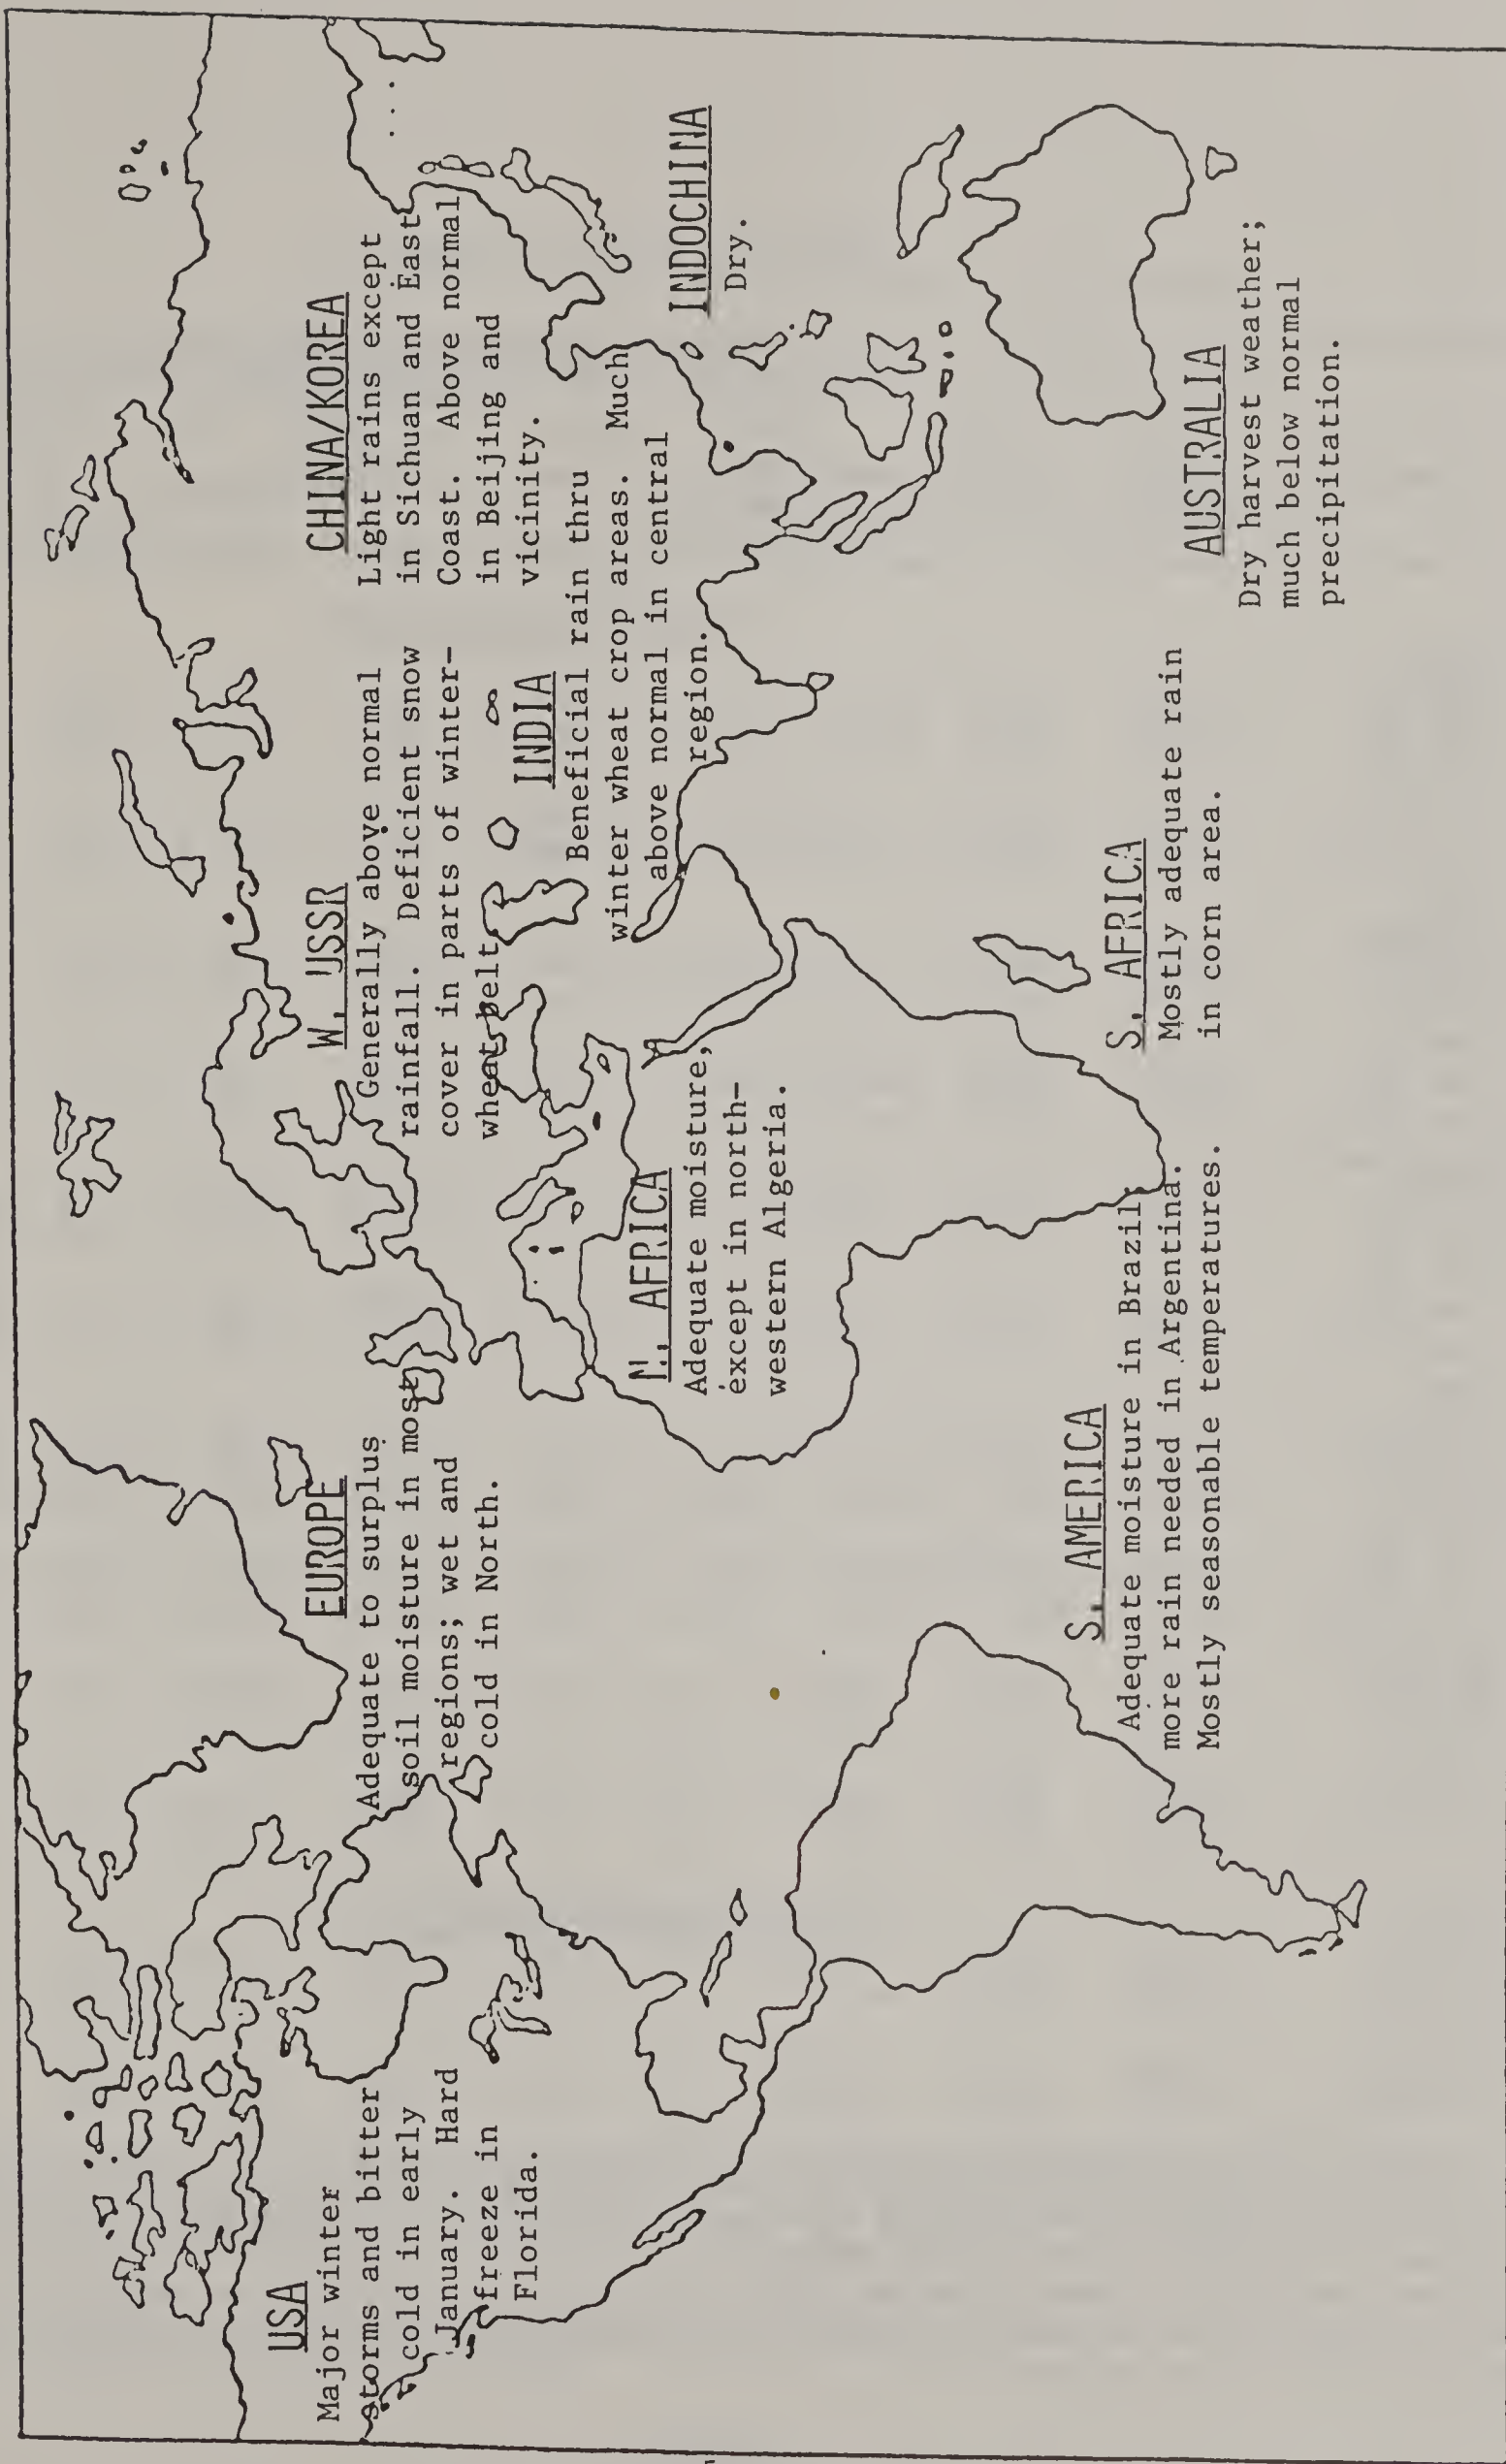 USA
Major winter
storms and bitter
cold in early
January. Hard
freeze in
Florida.
EUROPE
Adequate to surplus
soil moisture in most
regions; wet and
cold in North.
W. USSR
Generally above normal
rainfall. Deficient snow
cover in parts of winter-
wheat belt.
CHINA/KOREA
Light rains except
in Sichuan and East
Coast. Above normal
in Beijing and
vicinity.
INDIA
Beneficial rain thru
winter wheat crop areas. Much
above normal in central
region.
INDOCHINA
Dry.
N. AFRICA
Adequate moisture,
except in north-
western Algeria.
S. AMERICA
Adequate moisture in Brazil,
more rain needed in Argentina.
Mostly seasonable temperatures.
S. AFRICA
Mostly adequate rain
in corn area.
AUSTRALIA
Dry harvest weather;
much below normal
precipitation.